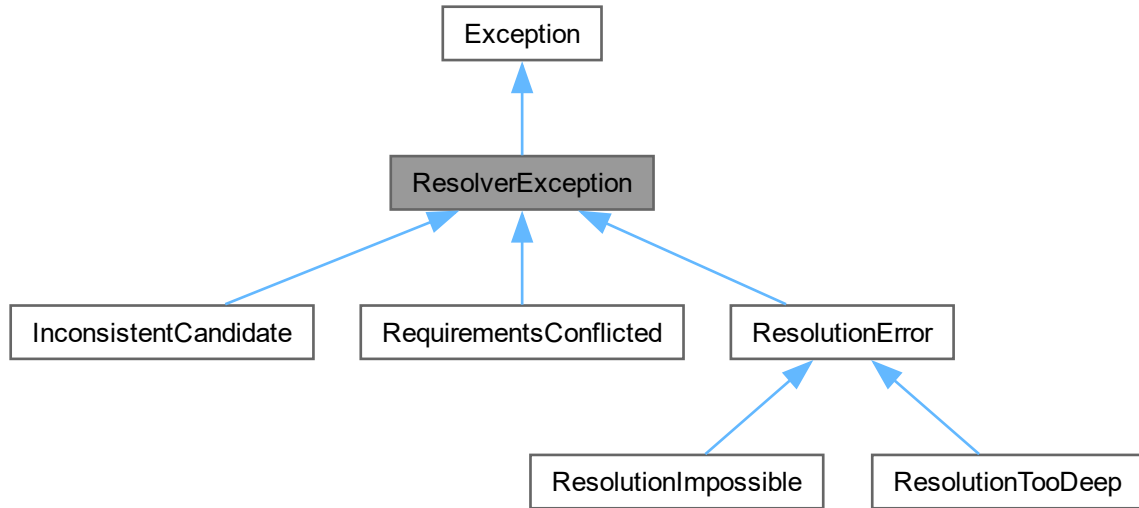 Exception
ResolverException
InconsistentCandidate
RequirementsConflicted
ResolutionError
ResolutionImpossible
ResolutionTooDeep